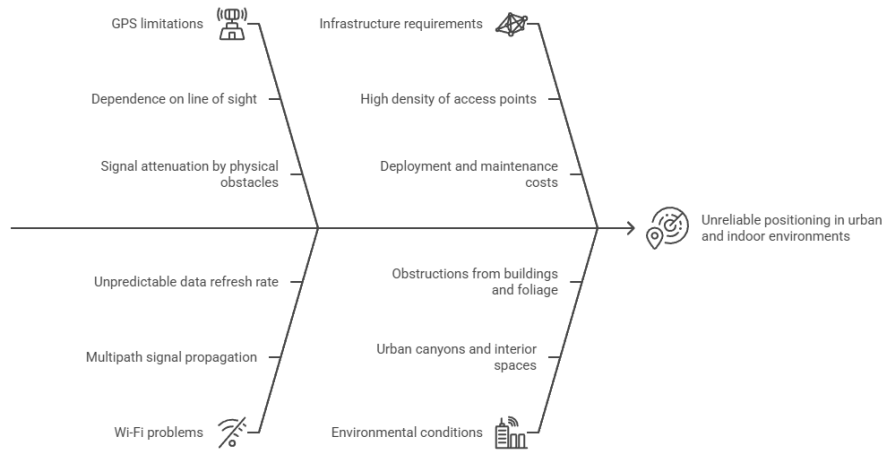 GPS limitations
Infrastructure requirements
Dependence on line of sight
High density of access points
Signal attenuation by physical
obstacles
Deployment and maintenance
costs
Unreliable positioning in urban
and indoor environments
Unpredictable data refresh rate
Obstructions from buildings
and foliage
Multipath signal propagation
Urban canyons and interior
spaces
Wi-Fi problems
Environmental conditions